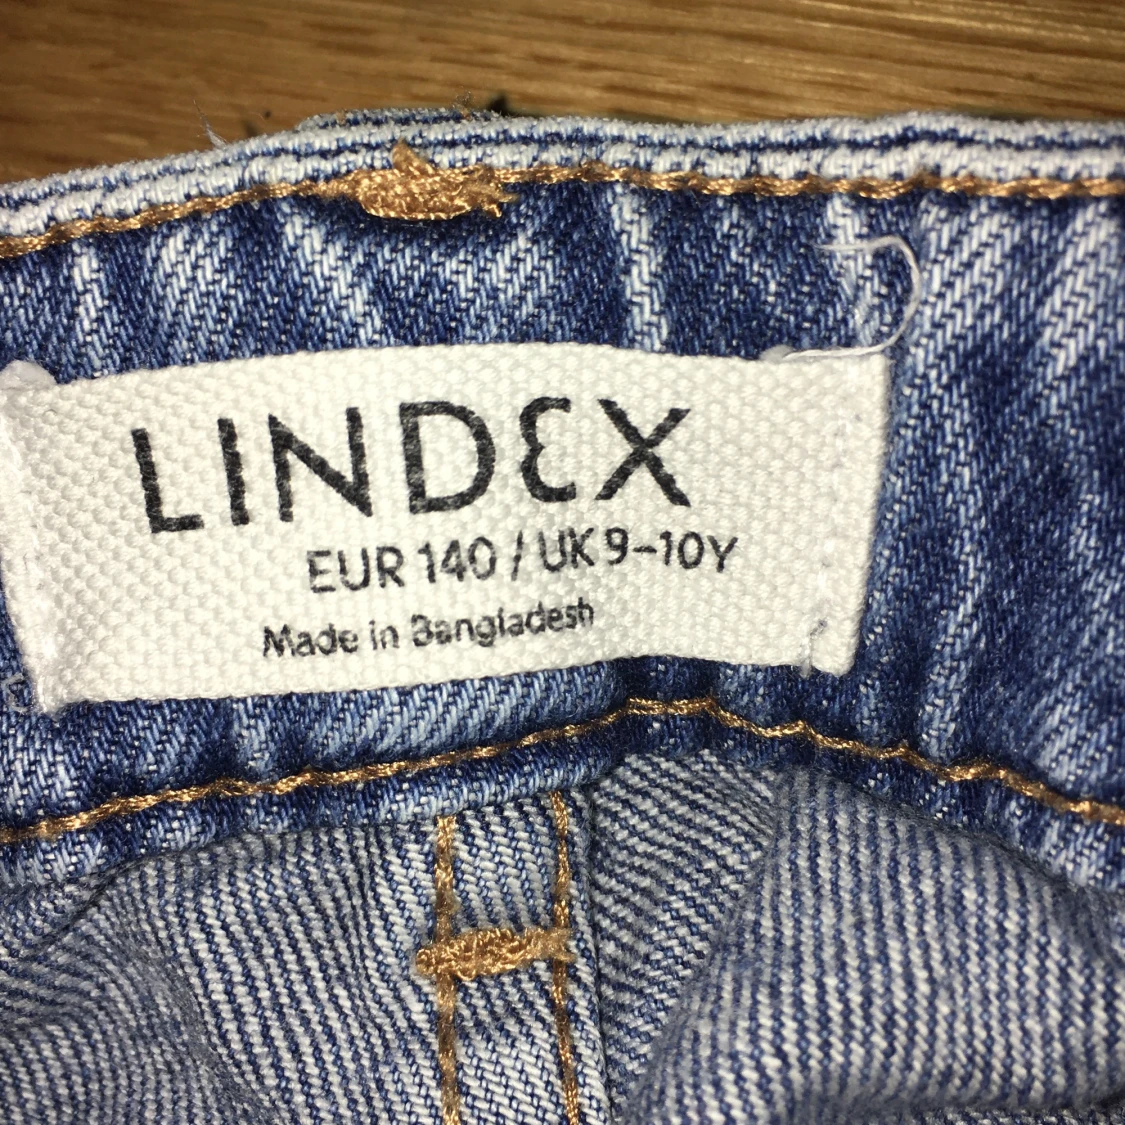 LINDEX
EUR 140 / UK 9-10Y
Made in Bangladesh